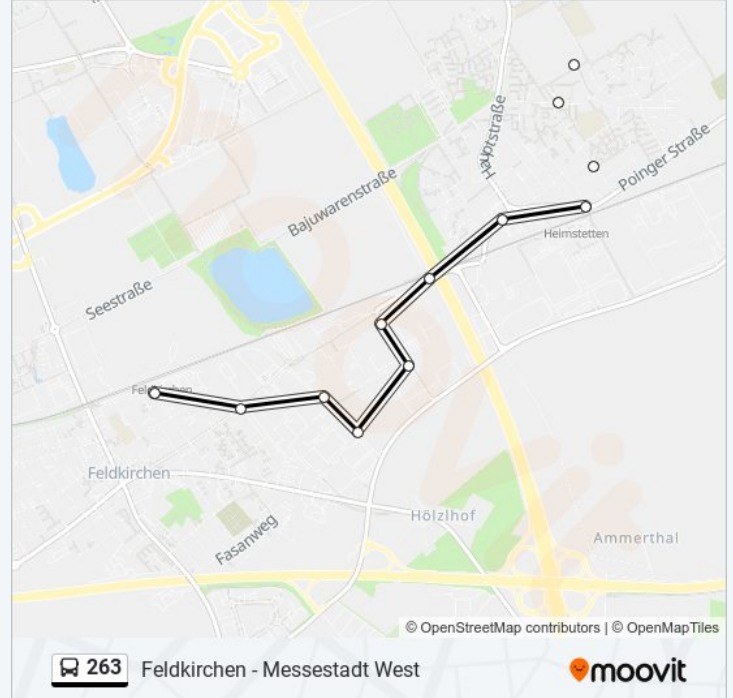 Hauptstraße
Poinger Straße
Bajuwarenstraße
Heimstetten
Seestraße
Feldkirchen
Feldkirchen
Hölzlhof
Fasanweg
Ammerthal
© OpenStreetMap contributors | © OpenMapTiles
263 Feldkirchen - Messestadt West moovit